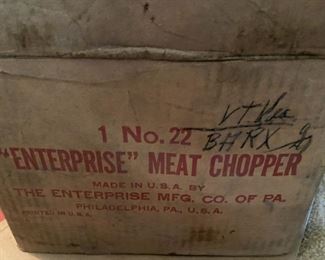 1 No. 22
BHRX
"ENTERPRISE" MEAT CHOPPER
MADE IN U.S.A. BY
THE ENTERPRISE MFG. CO. OF PA.
PHILADELPHIA, PA., U.S.A.
PRINTED IN U.S.A.